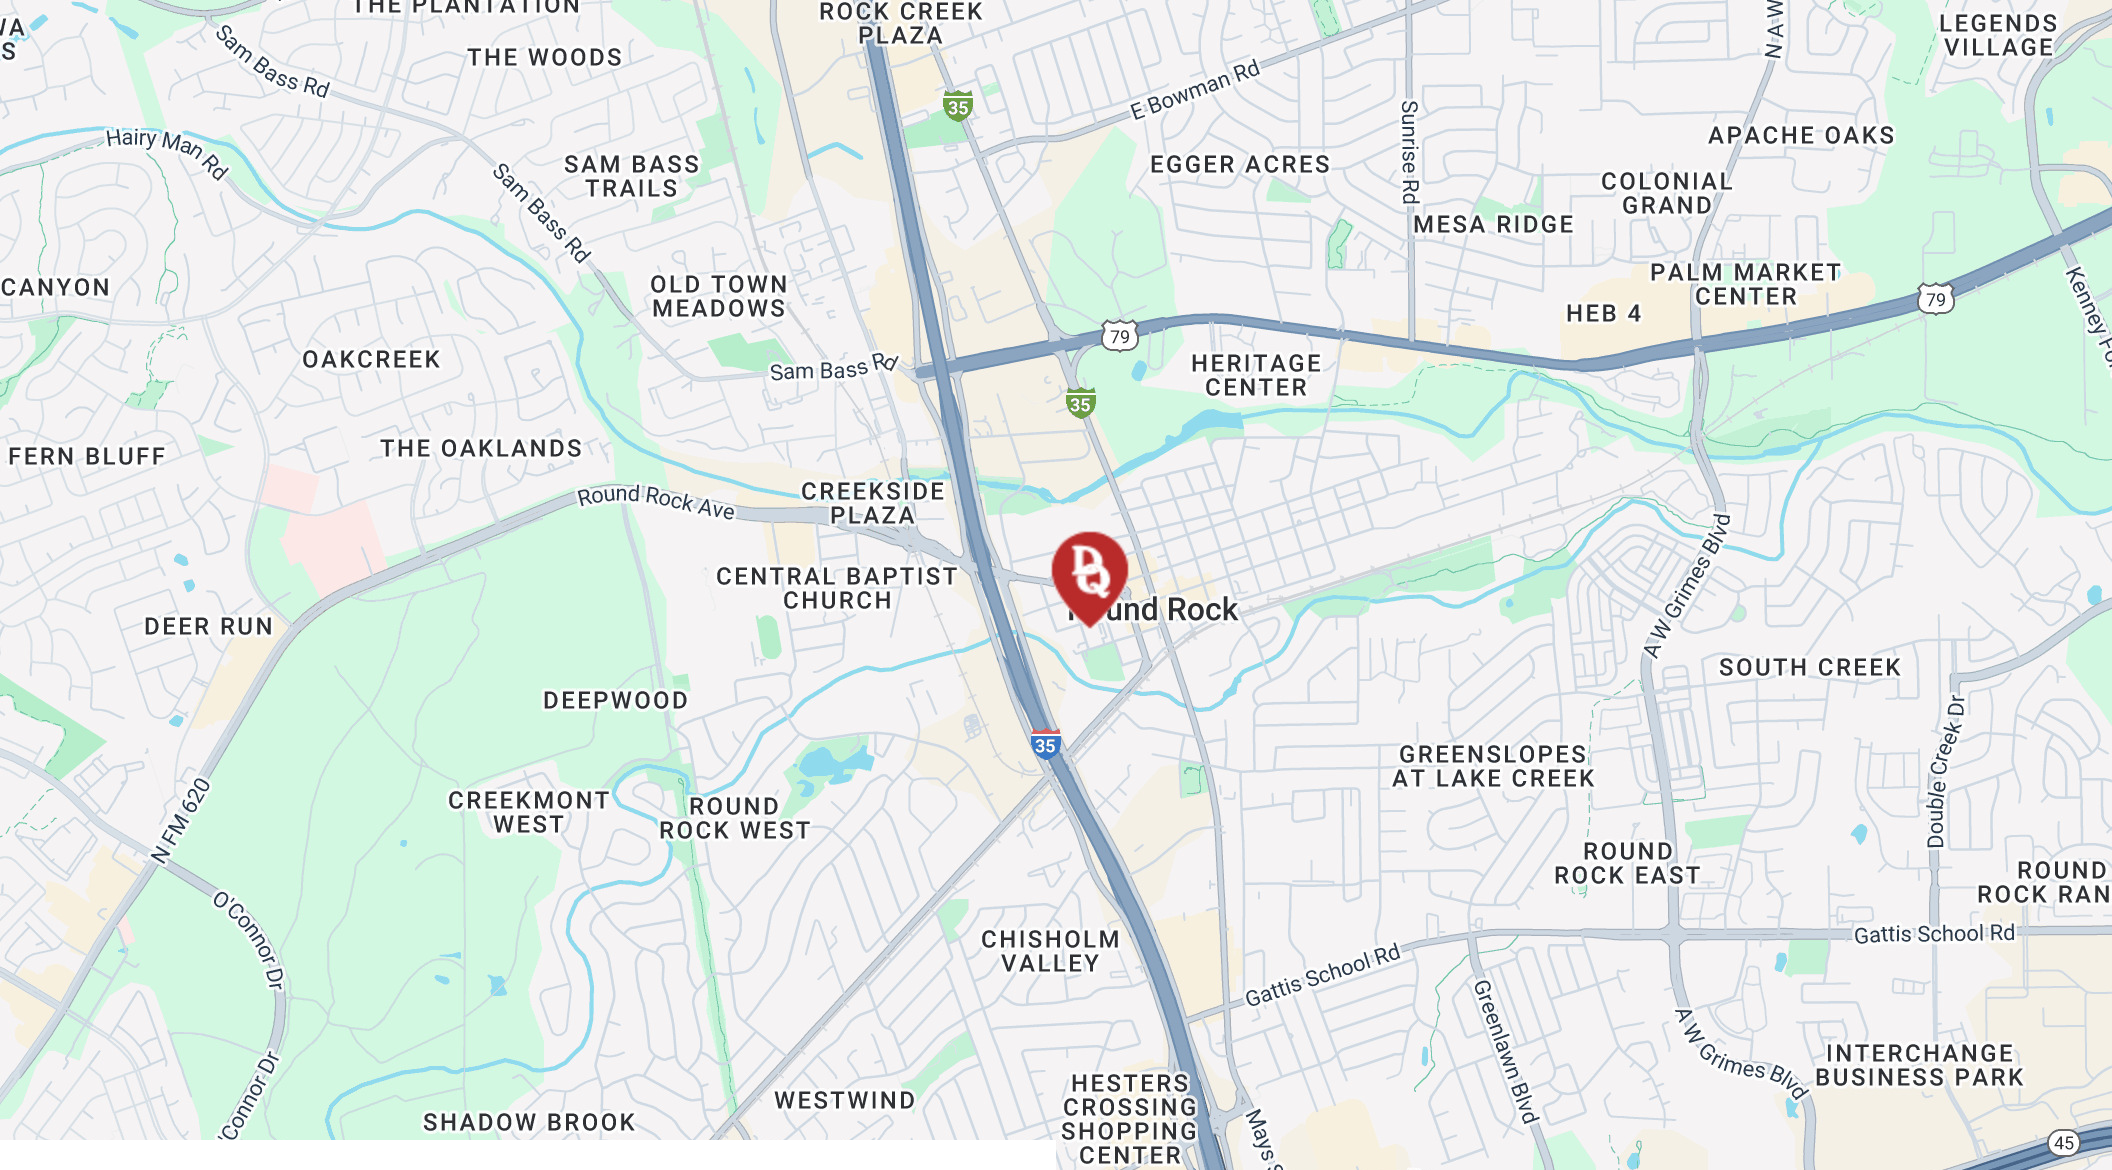 THE PLANTATION
ROCK CREEK
PLAZA
LEGENDS
VILLAGE
THE WOODS
Sam Bass Rd
35
E Bowman Rd
Sunrise Rd
N A W
APACHE OAKS
Hairy Man Rd
SAM BASS
TRAILS
Sam Bass Rd
EGGER ACRES
COLONIAL
GRAND
MESA RIDGE
CANYON
OLD TOWN
MEADOWS
PALM MARKET
CENTER
HEB 4
79
79
Kenney Fo
OAKCREEK
Sam Bass Rd
HERITAGE
CENTER
35
FERN BLUFF
THE OAKLANDS
Round Rock Ave
CREEKSIDE
PLAZA
CENTRAL BAPTIST
CHURCH
DQ
und Rock
A W Grimes Blvd
DEER RUN
SOUTH CREEK
DEEPWOOD
35
GREENSLOPES
AT LAKE CREEK
Double Creek Dr
N FM 620
CREEKMONT
WEST
ROUND
ROCK WEST
ROUND
ROCK EAST
ROUND
ROCK RAN
O'Connor Dr
CHISHOLM
VALLEY
Gattis School Rd
Gattis School Rd
Greenlawn Blvd
A W Grimes Blvd
INTERCHANGE
BUSINESS PARK
'Connor Dr
SHADOW BROOK
WESTWIND
HESTERS
CROSSING
SHOPPING
CENTER
Mays S
45